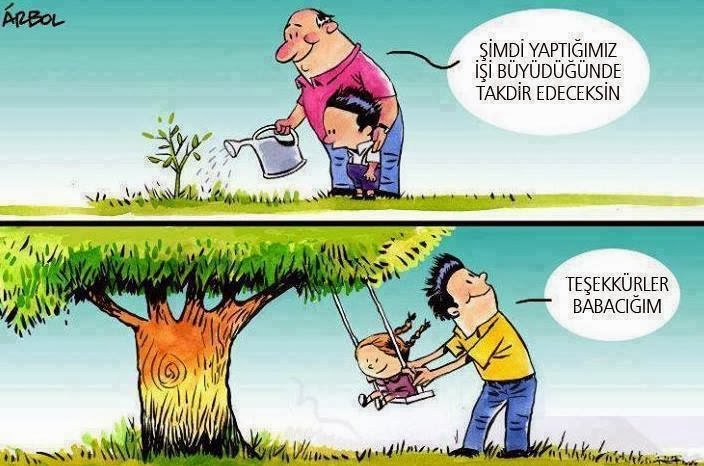 ÁRBOL
ŞİMDİ YAPTIĞIMIZ
İŞİ BÜYÜDÜĞÜNDE
TAKDİR EDECEKSİN
TEŞEKKÜRLER
BABACIĞIM